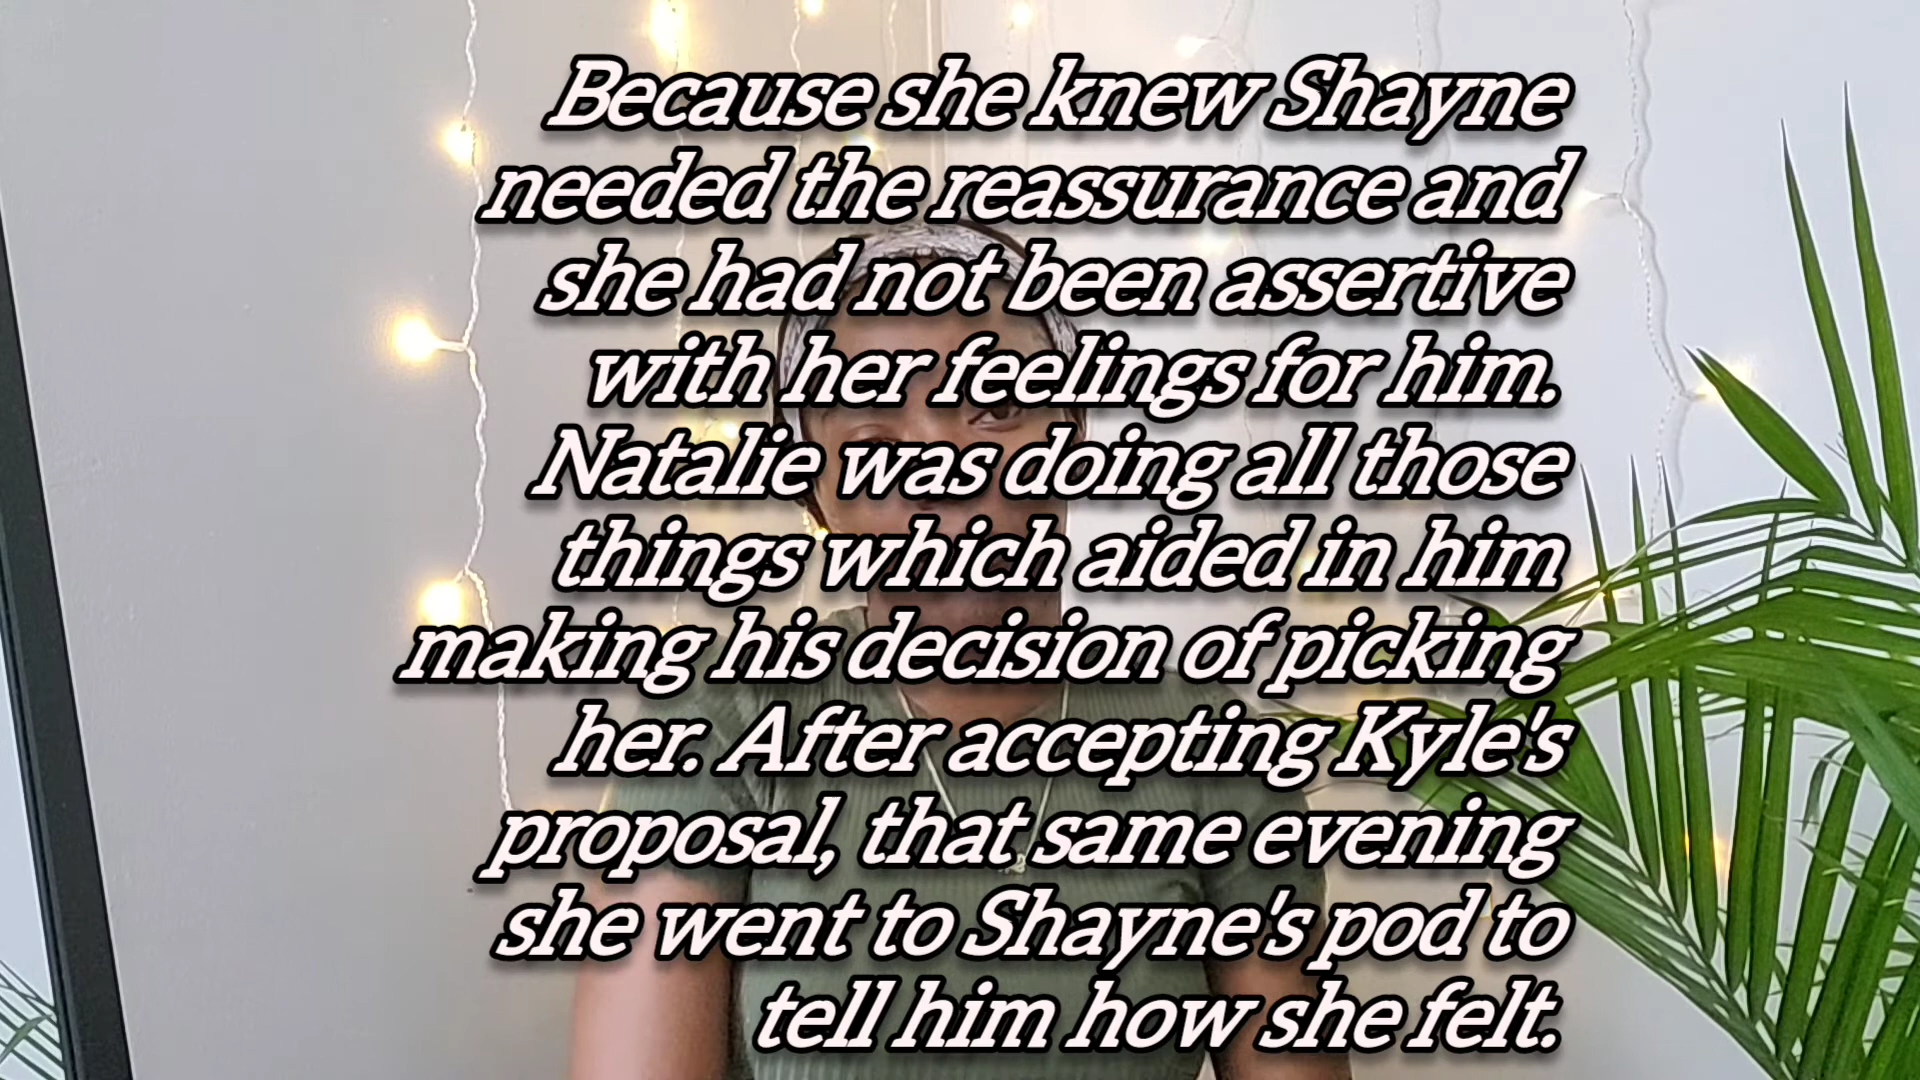 Because she knew Shayne
needed the reassurance and
she had not been assertive
with her feelings for him.
Natalie was doing all those
things which aided in him
making his decision of picking
her. After accepting Kyle's
proposal, that same evening
she went to Shayne's pod to
tell him how she felt.